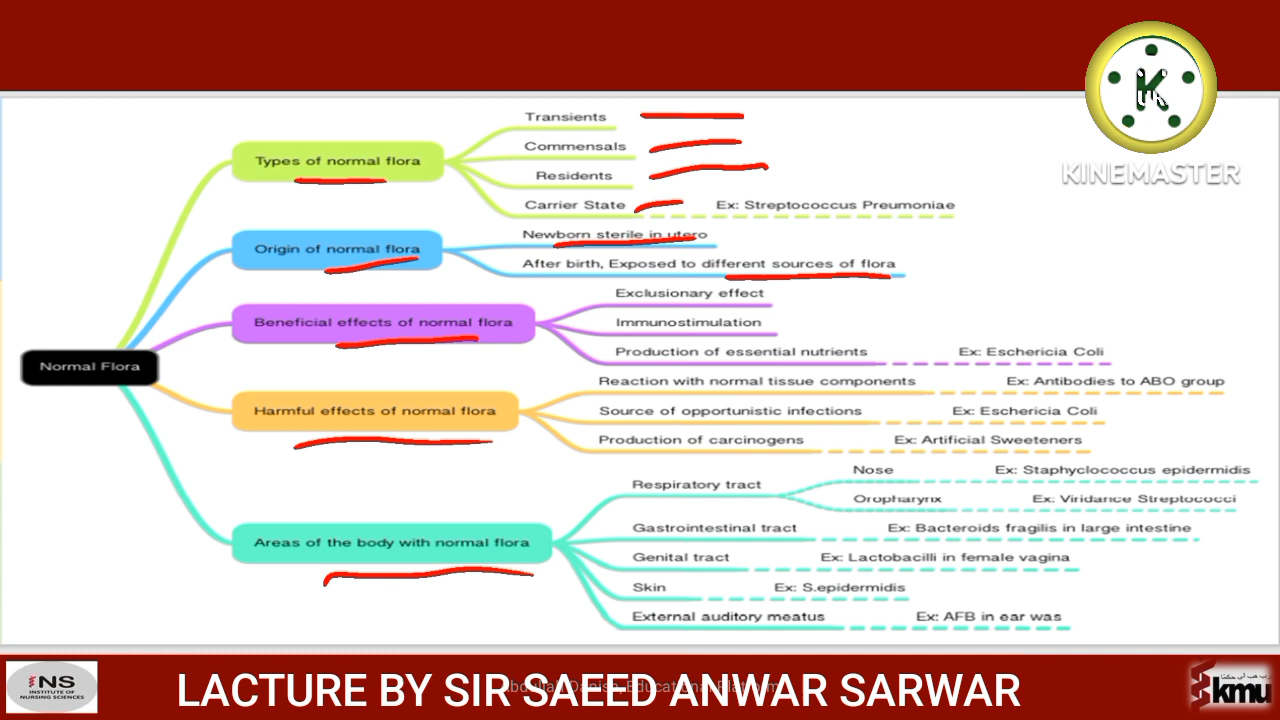 UK
KINEMASTER
Normal Flora
Types of normal flora
Transients
Commensals
Residents
Carrier State Ex: Streptococcus Preumoniae
Origin of normal flora
Newborn sterile in utero
After birth, Exposed to different sources of flora
Beneficial effects of normal flora
Exclusionary effect
Immunostimulation
Production of essential nutrients Ex: Eschericia Coli
Harmful effects of normal flora
Reaction with normal tissue components Ex: Antibodies to ABO group
Source of opportunistic infections Ex: Eschericia Coli
Production of carcinogens Ex: Artificial Sweeteners
Areas of the body with normal flora
Respiratory tract
Nose Ex: Staphyclococcus epidermidis
Oropharynx Ex: Viridance Streptococci
Gastrointestinal tract Ex: Bacteroids fragilis in large intestine
Genital tract Ex: Lactobacilli in female vagina
Skin Ex: S.epidermidis
External auditory meatus Ex: AFB in ear was
iNS
INSTITUTE OF
NURSING SCIENCES
LACTURE BY SIR SAEED ANWAR SARWAR
kmu